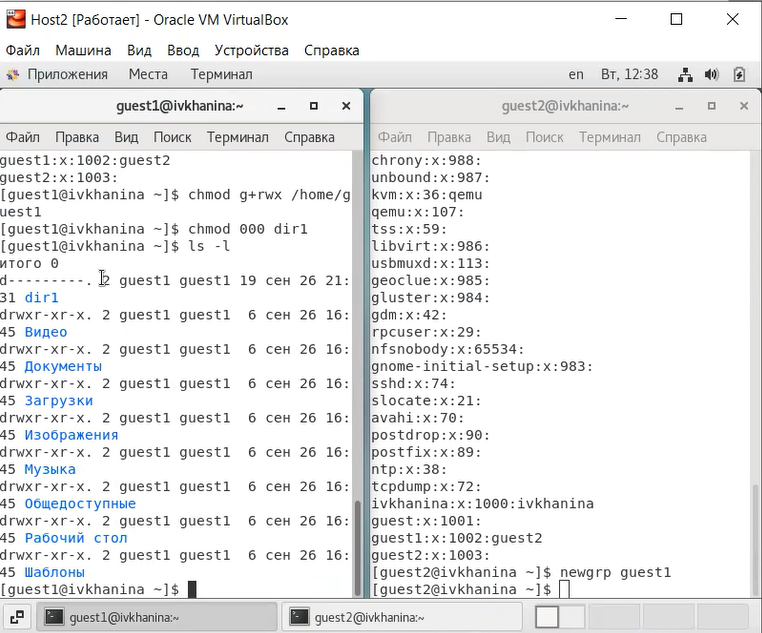 Host2 [Работает] - Oracle VM VirtualBox
Файл Машина Вид Ввод Устройства Справка
Приложения Места Терминал en Вт, 12:38
guest1@ivkhanina:~
Файл Правка Вид Поиск Терминал Справка
guest1:x:1002:guest2
guest2:x:1003:
[guest1@ivkhanina ~]$ chmod g+rwx /home/g
uest1
[guest1@ivkhanina ~]$ chmod 000 dir1
[guest1@ivkhanina ~]$ ls -l
итого 0
d---------. 2 guest1 guest1 19 сен 26 21:
31 dir1
drwxr-xr-x. 2 guest1 guest1  6 сен 26 16:
45 Видео
drwxr-xr-x. 2 guest1 guest1  6 сен 26 16:
45 Документы
drwxr-xr-x. 2 guest1 guest1  6 сен 26 16:
45 Загрузки
drwxr-xr-x. 2 guest1 guest1  6 сен 26 16:
45 Изображения
drwxr-xr-x. 2 guest1 guest1  6 сен 26 16:
45 Музыка
drwxr-xr-x. 2 guest1 guest1  6 сен 26 16:
45 Общедоступные
drwxr-xr-x. 2 guest1 guest1  6 сен 26 16:
45 Рабочий стол
drwxr-xr-x. 2 guest1 guest1  6 сен 26 16:
45 Шаблоны
[guest1@ivkhanina ~]$
guest2@ivkhanina:~
Файл Правка Вид Поиск Терминал Справка
chrony:x:988:
unbound:x:987:
kvm:x:36:qemu
qemu:x:107:
tss:x:59:
libvirt:x:986:
usbmuxd:x:113:
geoclue:x:985:
gluster:x:984:
gdm:x:42:
rpcuser:x:29:
nfsnobody:x:65534:
gnome-initial-setup:x:983:
sshd:x:74:
slocate:x:21:
avahi:x:70:
postdrop:x:90:
postfix:x:89:
ntp:x:38:
tcpdump:x:72:
ivkhanina:x:1000:ivkhanina
guest:x:1001:
guest1:x:1002:guest2
guest2:x:1003:
[guest2@ivkhanina ~]$ newgrp guest1
[guest2@ivkhanina ~]$
guest1@ivkhanina:~ guest2@ivkhanina:~